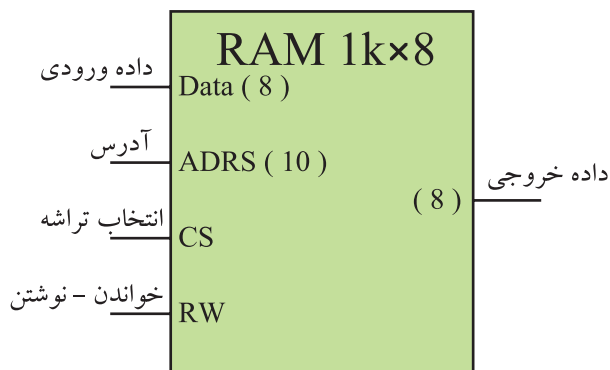 RAM 1k×8
داده ورودی
Data ( 8 )
آدرس
ADRS ( 10 )
داده خروجی
( 8 )
انتخاب تراشه
CS
خواندن – نوشتن
RW